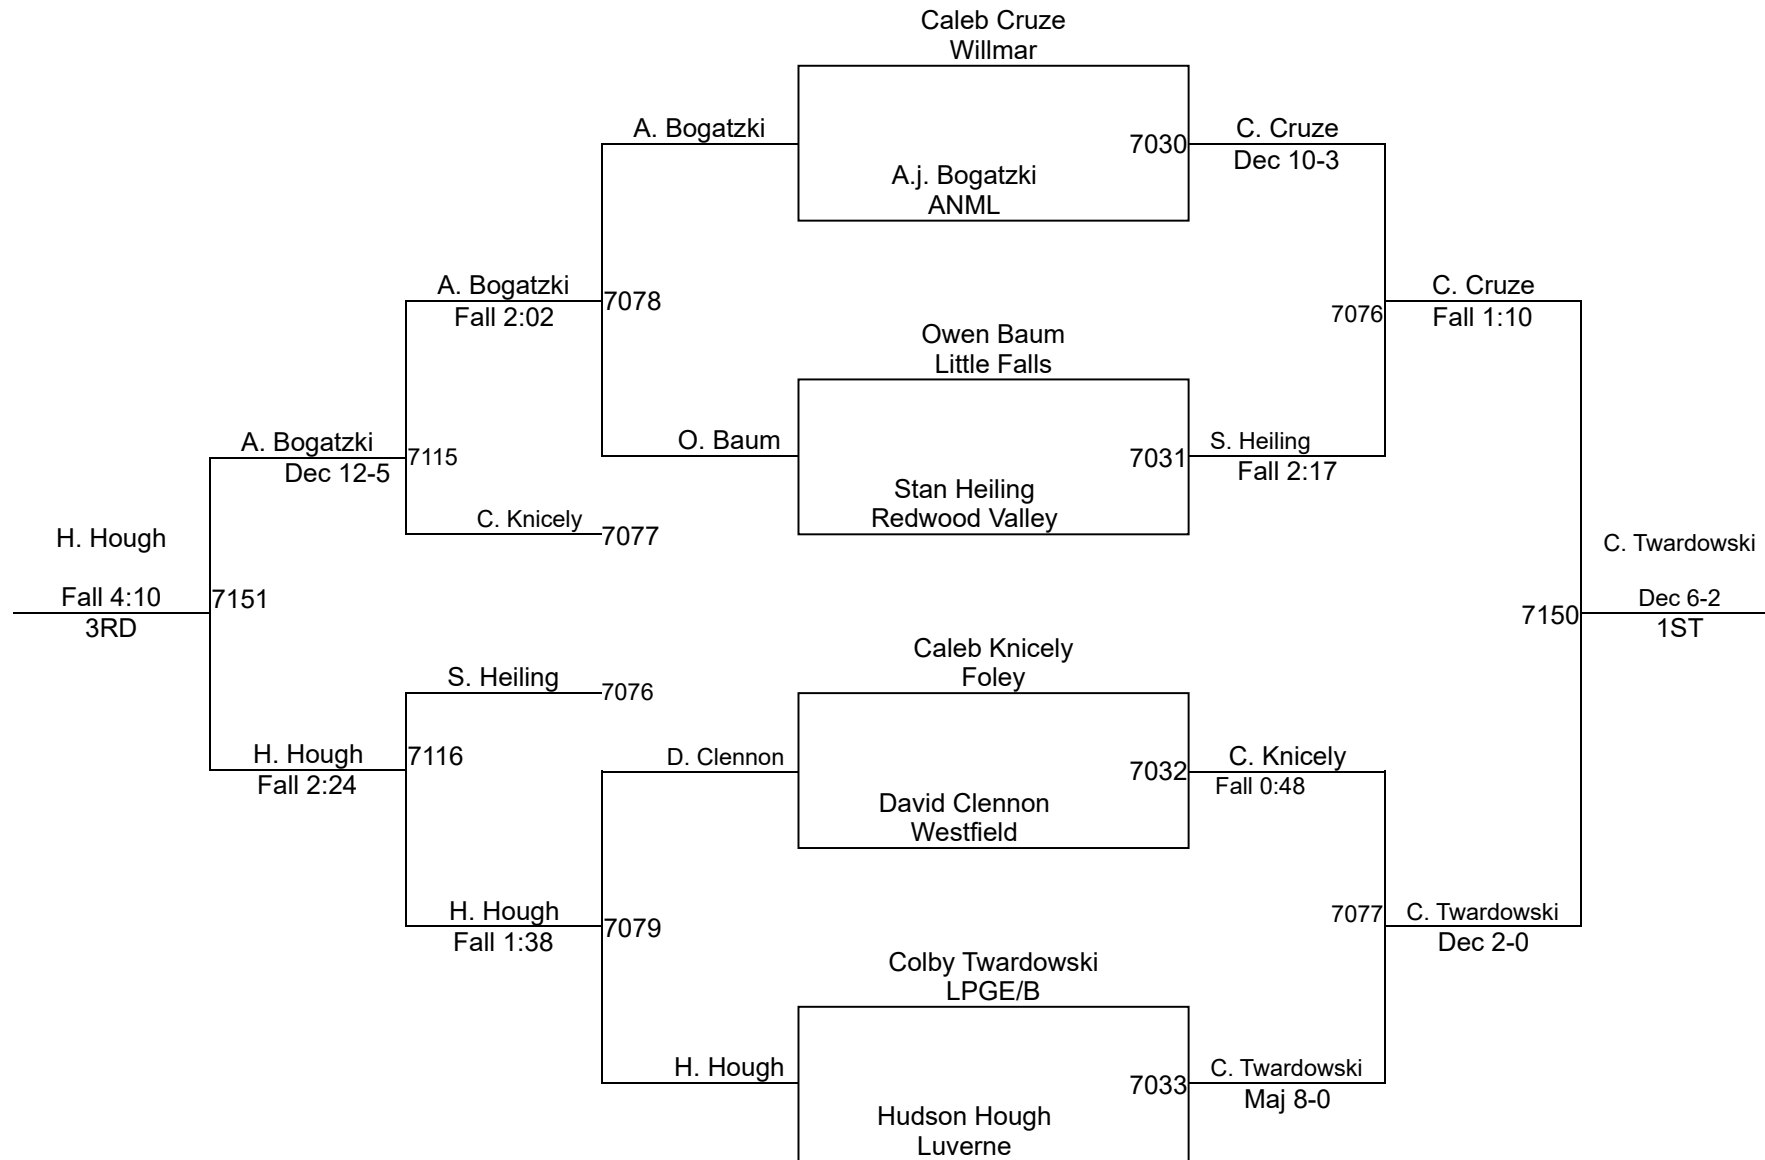 Caleb Cruze
Willmar
A. Bogatzki
7030
C. Cruze
Dec 10-3
A.j. Bogatzki
ANML
A. Bogatzki
Fall 2:02
7078
7076
C. Cruze
Fall 1:10
Owen Baum
Little Falls
A. Bogatzki
Dec 12-5
7115
O. Baum
7031
S. Heiling
Fall 2:17
Stan Heiling
Redwood Valley
C. Knicely
7077
H. Hough
Fall 4:10
3RD
7151
C. Twardowski
Dec 6-2
1ST
7150
Caleb Knicely
Foley
S. Heiling
7076
H. Hough
Fall 2:24
7116
D. Clennon
7032
C. Knicely
Fall 0:48
David Clennon
Westfield
H. Hough
Fall 1:38
7079
7077
C. Twardowski
Dec 2-0
Colby Twardowski
LPGE/B
H. Hough
7033
C. Twardowski
Maj 8-0
Hudson Hough
Luverne